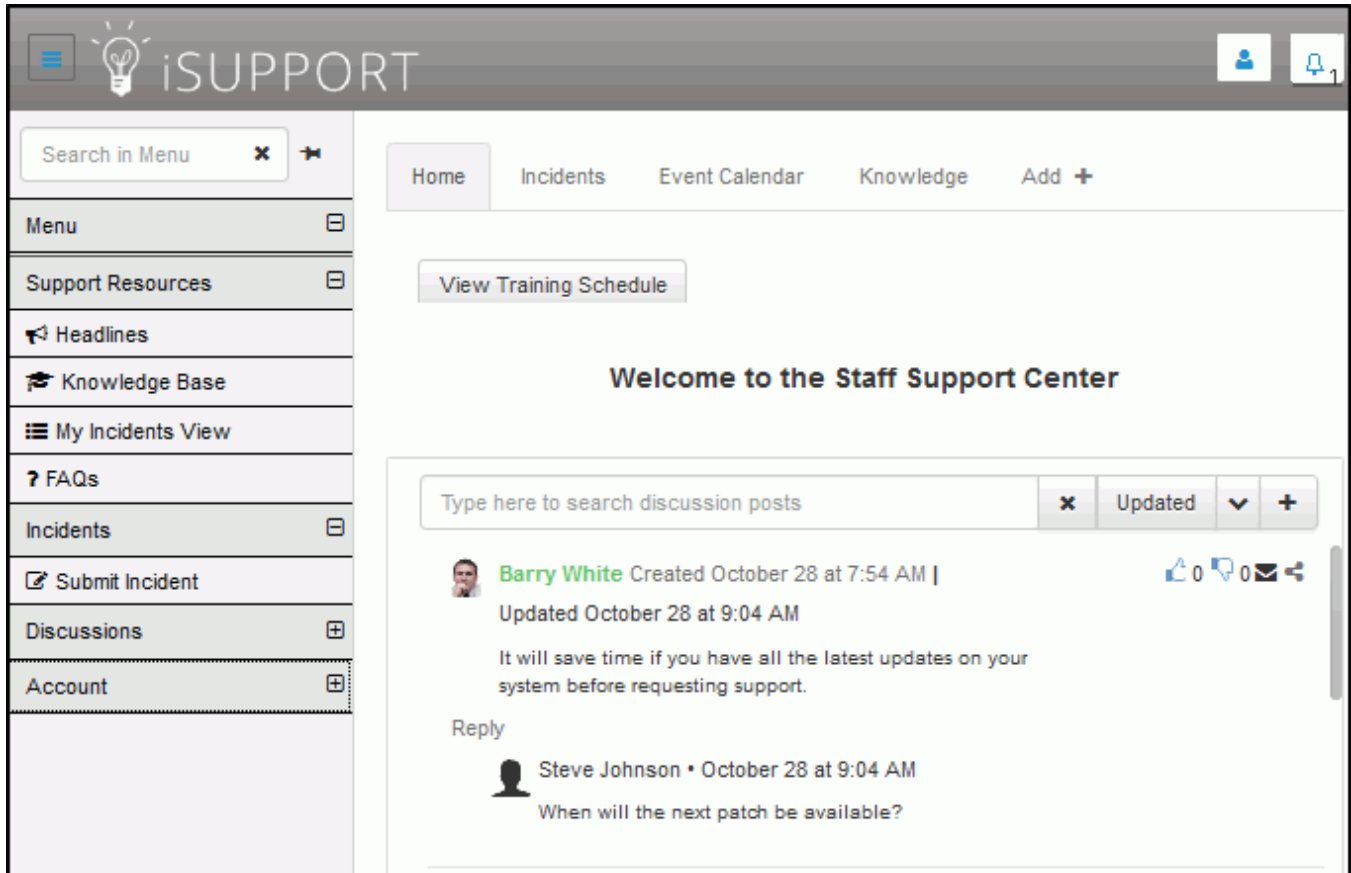 iSUPPORT
1
Search in Menu
Home Incidents Event Calendar Knowledge Add +
Menu
View Training Schedule
Support Resources
Headlines
Knowledge Base
My Incidents View
? FAQs
Incidents
Submit Incident
Discussions
Account
Welcome to the Staff Support Center
Type here to search discussion posts
Updated
Barry White Created October 28 at 7:54 AM |
0 0
Updated October 28 at 9:04 AM
It will save time if you have all the latest updates on your
system before requesting support.
Reply
Steve Johnson • October 28 at 9:04 AM
When will the next patch be available?